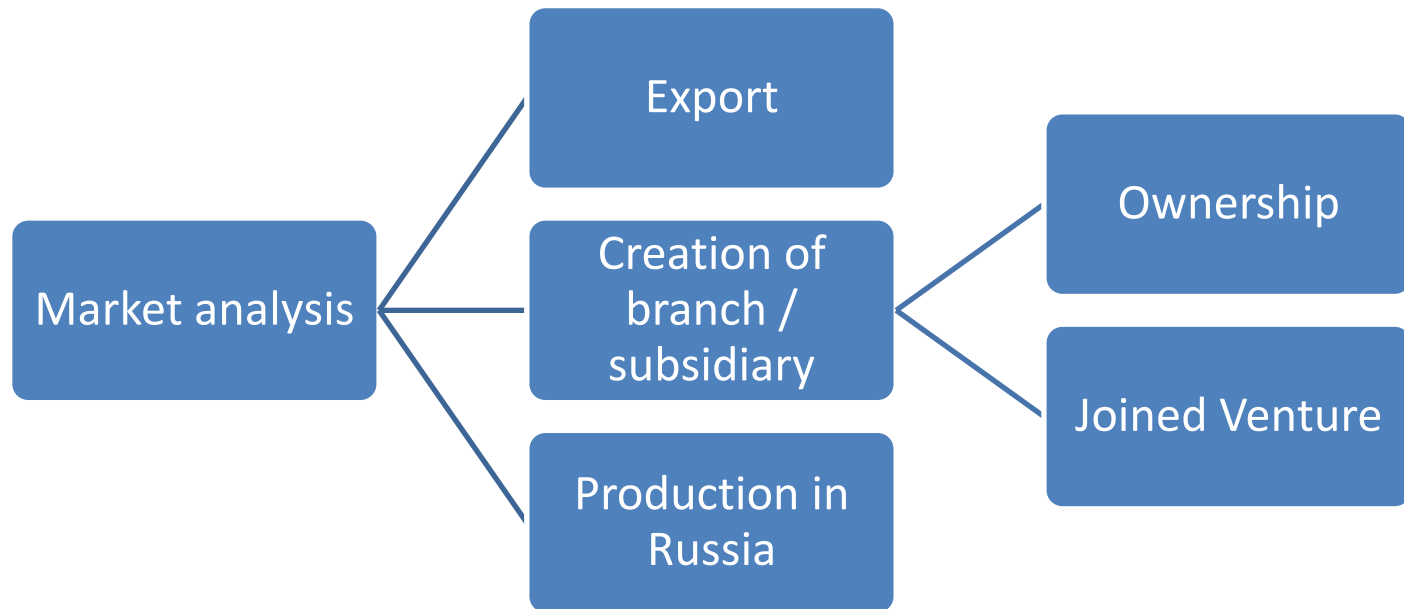 Market analysis
Export
Creation of
branch /
subsidiary
Production in
Russia
Ownership
Joined Venture